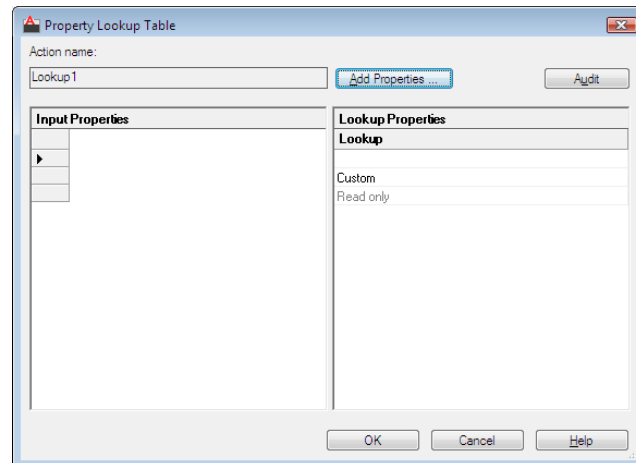 Property Lookup Table
Action name:
Lookup1
Add Properties ...
Audit
Input Properties
Lookup Properties
Lookup
Custom
Read only
OK
Cancel
Help